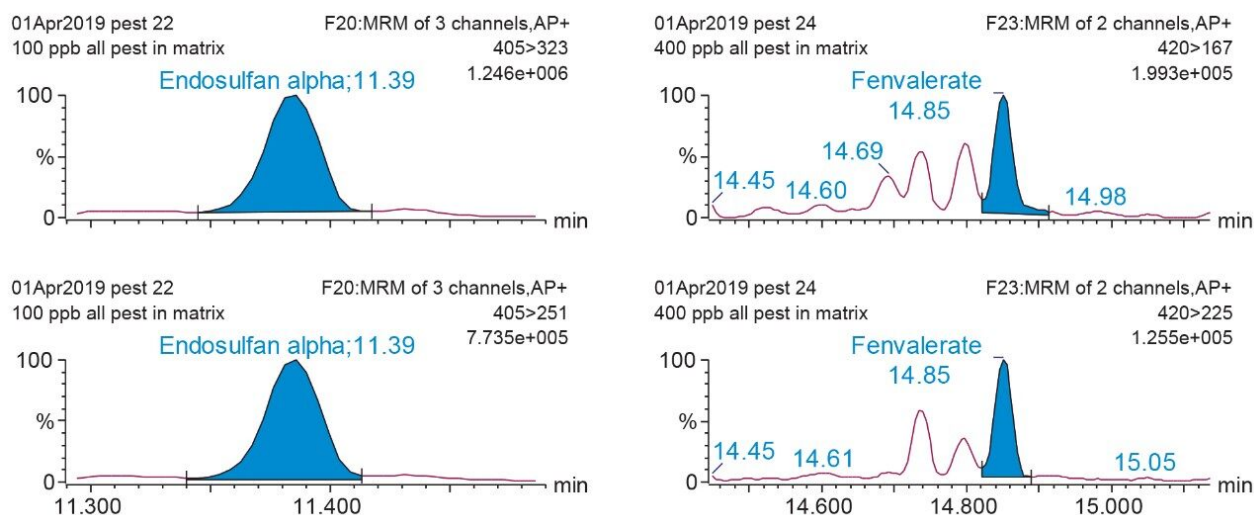 01Apr2019 pest 22 F20:MRM of 3 channels,AP+
100 ppb all pest in matrix 405>323
1.246e+006
Endosulfan alpha;11.39
100
%
0
min
01Apr2019 pest 24 F23:MRM of 2 channels,AP+
400 ppb all pest in matrix 420>167
1.993e+005
Fenvalerate
14.85
100
14.69
%
14.45 14.60 14.98
0
min
01Apr2019 pest 22 F20:MRM of 3 channels,AP+
100 ppb all pest in matrix 405>251
7.735e+005
Endosulfan alpha;11.39
100
%
0
min
11.300 11.400
01Apr2019 pest 24 F23:MRM of 2 channels,AP+
400 ppb all pest in matrix 420>225
1.255e+005
Fenvalerate
14.85
100
%
14.45 14.61 15.05
0
min
14.600 14.800 15.000